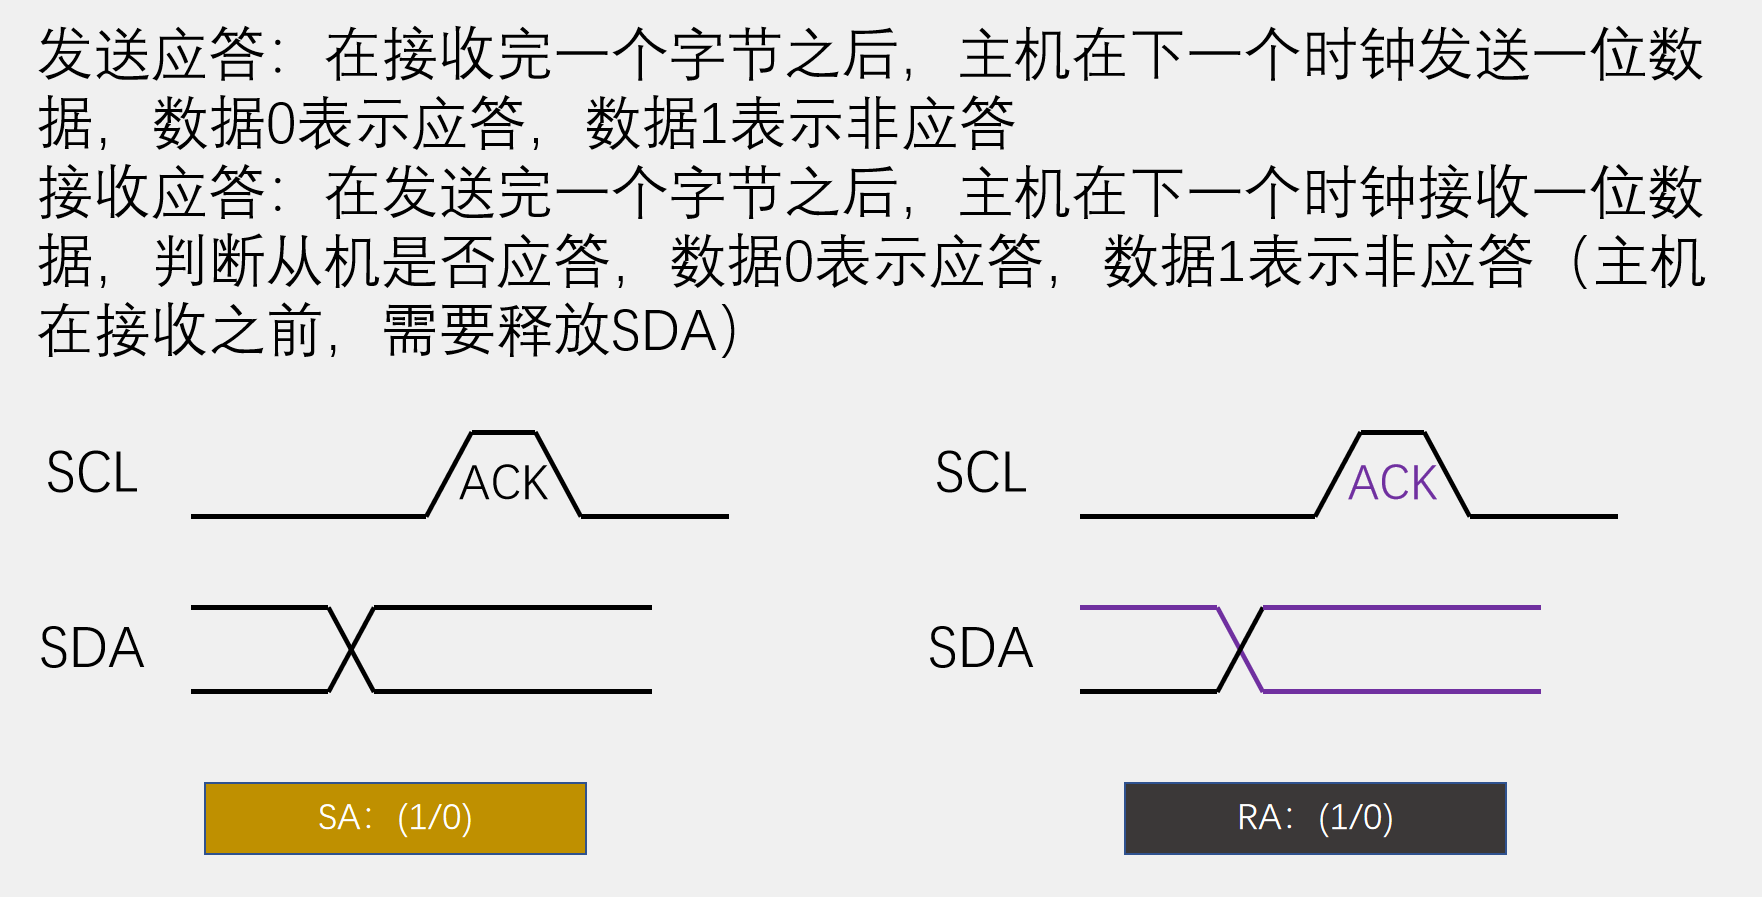 发送应答：在接收完一个字节之后，主机在下一个时钟发送一位数
据，数据0表示应答，数据1表示非应答
接收应答：在发送完一个字节之后，主机在下一个时钟接收一位数
据，判断从机是否应答，数据0表示应答，数据1表示非应答（主机
在接收之前，需要释放SDA）
SCL
ACK
SCL
ACK
SDA
SDA
SA：(1/0)
RA：(1/0)